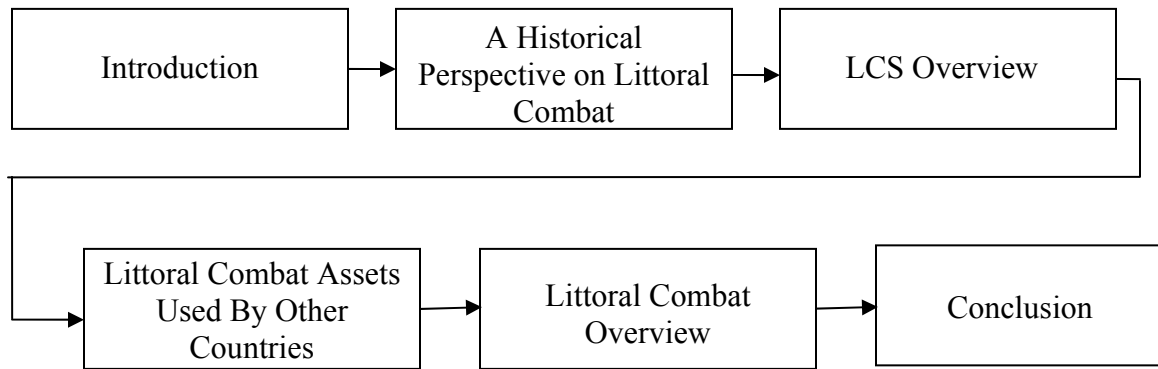 Introduction
A Historical
Perspective on Littoral
Combat
LCS Overview
Littoral Combat Assets
Used By Other
Countries
Littoral Combat
Overview
Conclusion